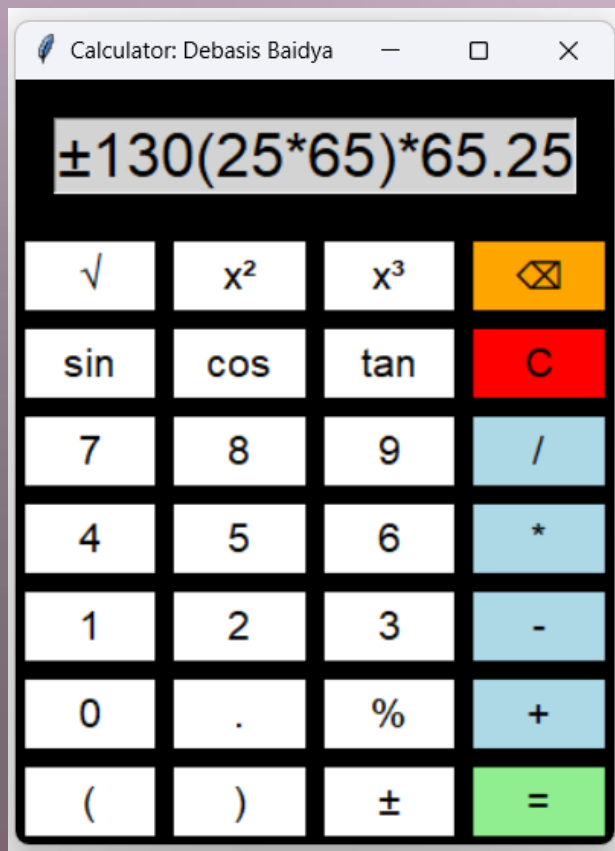 Calculator: Debasis Baidya
±130(25*65)*65.25
√ x² x³ ⌫
sin cos tan C
7 8 9 /
4 5 6 *
1 2 3 -
0 . % +
( ) ± =